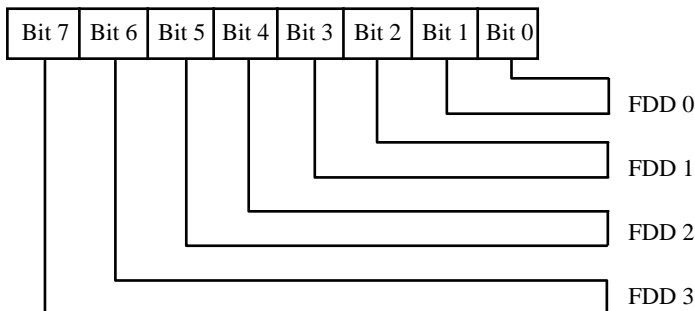 Bit 7 Bit 6 Bit 5 Bit 4 Bit 3 Bit 2 Bit 1 Bit 0
FDD 0
FDD 1
FDD 2
FDD 3